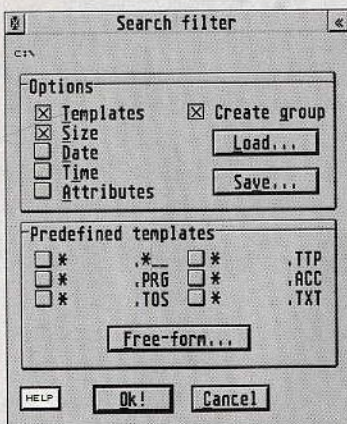 Search filter
C:\
Options
Templates
Size
Date
Time
Attributes
Create group
Load...
Save...
Predefined templates
* .*__ * .TTP
* .PRG * .ACC
* .TOS * .TXT
Free-form...
HELP Ok! Cancel